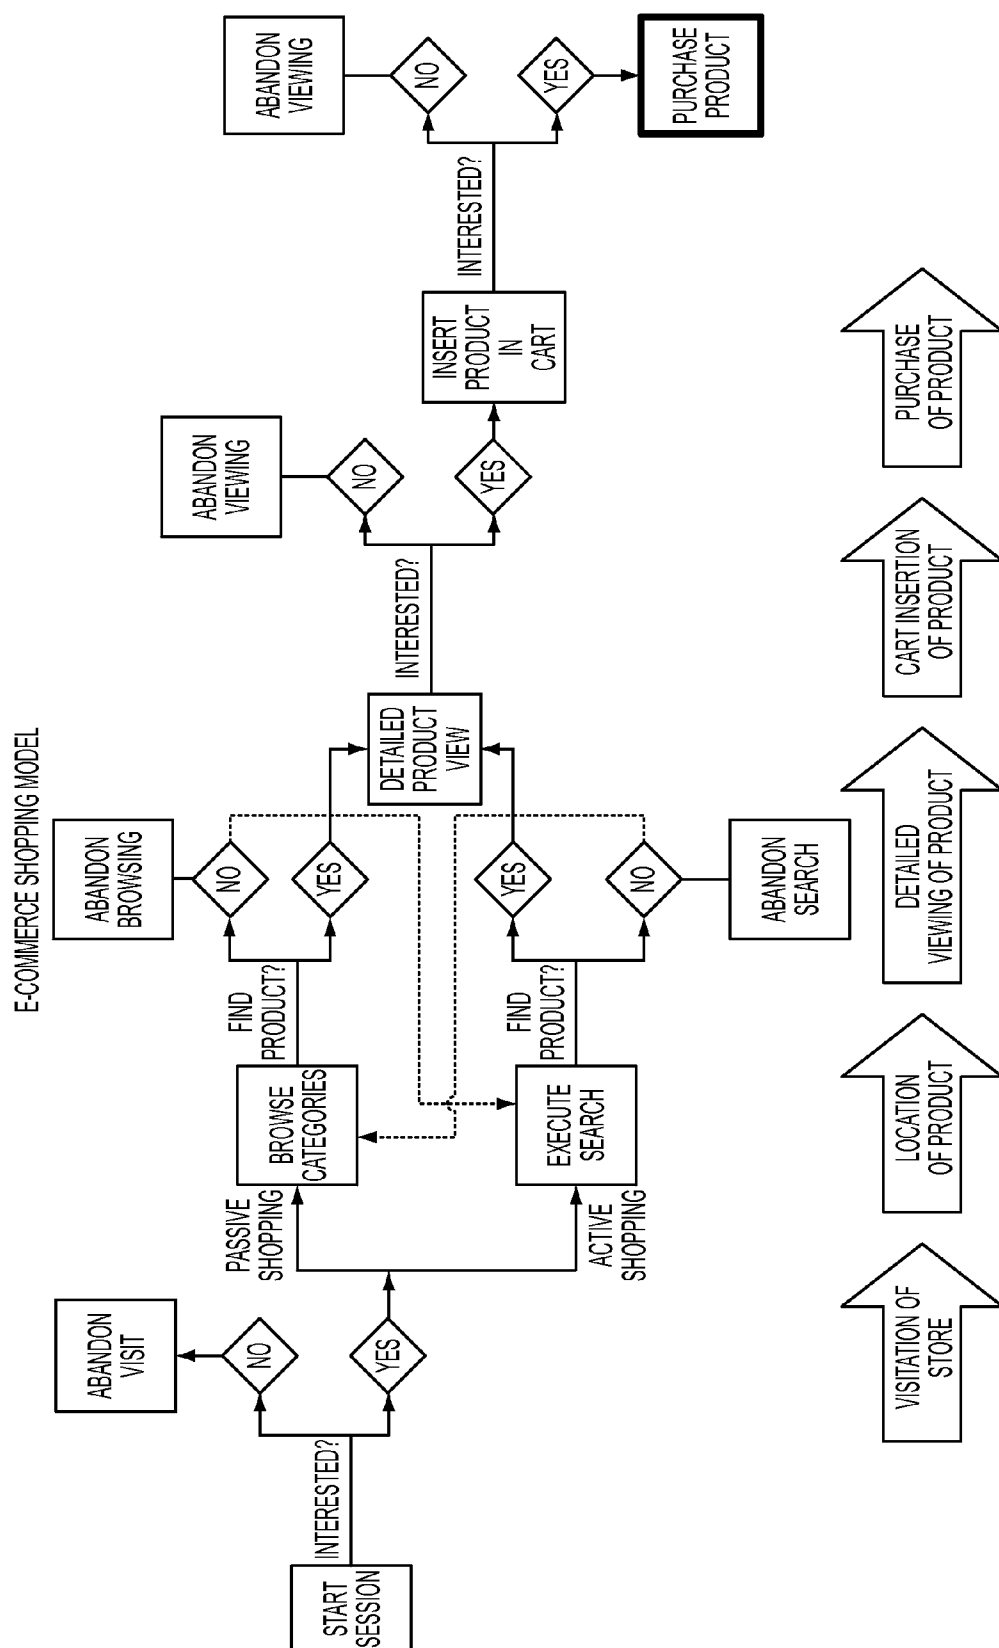 E-COMMERCE SHOPPING MODEL
START
SESSION
INTERESTED?
NO
ABANDON
VISIT
YES
PASSIVE
SHOPPING
BROWSE
CATEGORIES
FIND
PRODUCT?
NO
ABANDON
BROWSING
YES
ACTIVE
SHOPPING
EXECUTE
SEARCH
FIND
PRODUCT?
YES
NO
ABANDON
SEARCH
DETAILED
PRODUCT
VIEW
INTERESTED?
NO
ABANDON
VIEWING
YES
INSERT
PRODUCT
IN
CART
INTERESTED?
NO
ABANDON
VIEWING
YES
PURCHASE
PRODUCT
VISITATION OF
STORE
LOCATION
OF PRODUCT
DETAILED
VIEWING OF PRODUCT
CART INSERTION
OF PRODUCT
PURCHASE
OF PRODUCT